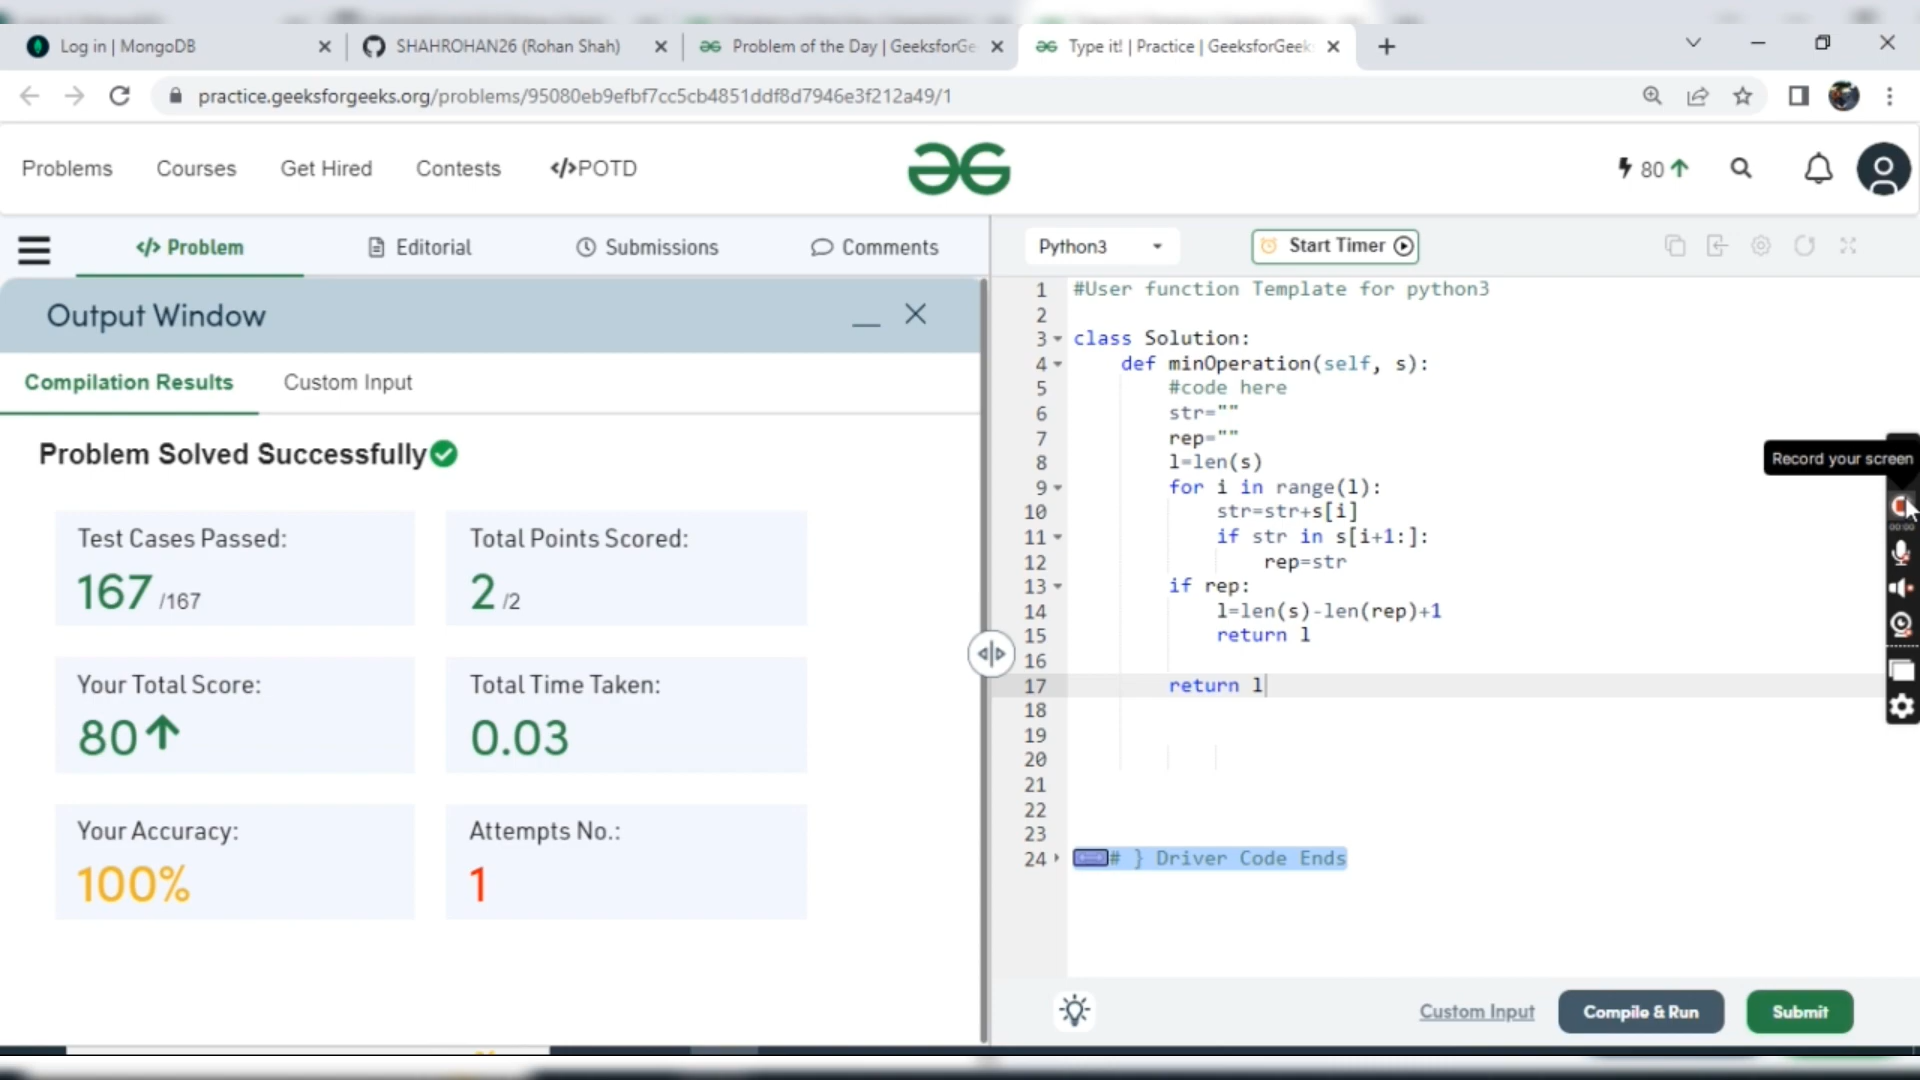 Log in | MongoDB
SHAHROHAN26 (Rohan Shah)
Problem of the Day | GeeksforGe
Type it! | Practice | GeeksforGeek
practice.geeksforgeeks.org/problems/95080eb9efbf7cc5cb4851ddf8d7946e3f212a49/1
Problems
Courses
Get Hired
Contests
</>POTD
80
</> Problem
Editorial
Submissions
Comments
Python3
Start Timer
Output Window
Compilation Results
Custom Input
Problem Solved Successfully
Test Cases Passed:
167 /167
Total Points Scored:
2 /2
Your Total Score:
80
Total Time Taken:
0.03
Your Accuracy:
100%
Attempts No.:
1
1 #User function Template for python3
2
3 class Solution:
4 def minOperation(self, s):
5 #code here
6 str=""
7 rep=""
8 l=len(s)
9 for i in range(l):
10 str=str+s[i]
11 if str in s[i+1:]:
12 rep=str
13 if rep:
14 l=len(s)-len(rep)+1
15 return l
16
17 return l
18
19
20
21
22
23
24 # } Driver Code Ends
Record your screen
00:00
Custom Input
Compile & Run
Submit